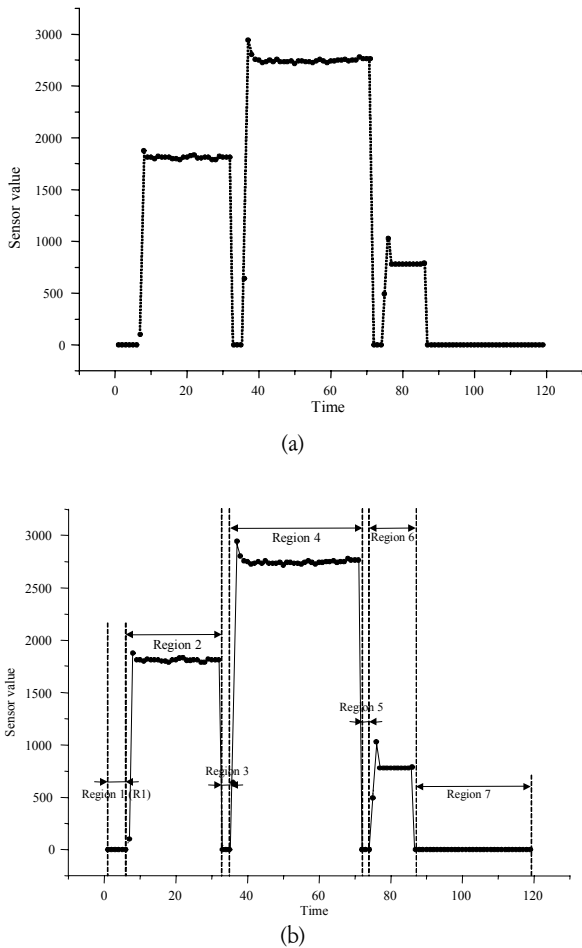 3000
2500
2000
1500
1000
500
0
Sensor value
0 20 40 60 80 100 120
Time
(a)
3000
2500
2000
1500
1000
500
0
Sensor value
Region 4
Region 6
Region 2
Region 5
Region 3
Region 1 (R1)
Region 7
0 20 40 60 80 100 120
Time
(b)